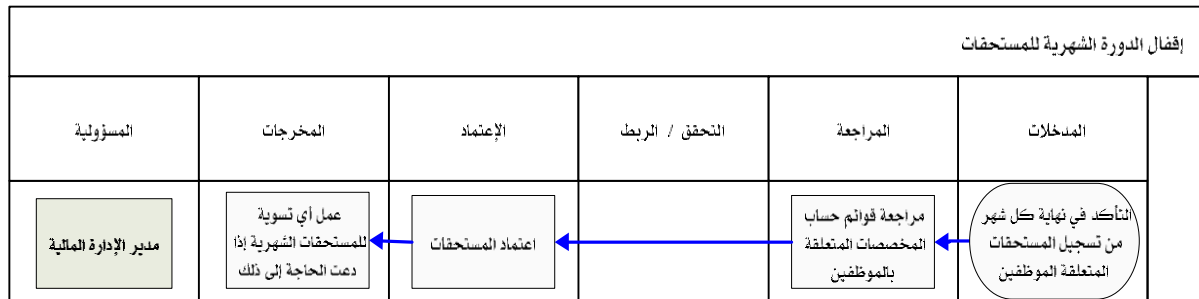 إقفال الدورة الشهرية للمستحقات
المدخلات
المراجعة
التحقق / الربط
الإعتماد
المخرجات
المسؤولية
التأكد في نهاية كل شهر
من تسجيل المستحقات
المتعلقة الموظفين
مراجعة قوائم حساب
المخصصات المتعلقة
بالموظفين
اعتماد المستحقات
عمل أي تسوية
للمستحقات الشهرية إذا
دعت الحاجة إلى ذلك
مدير الإدارة المالية